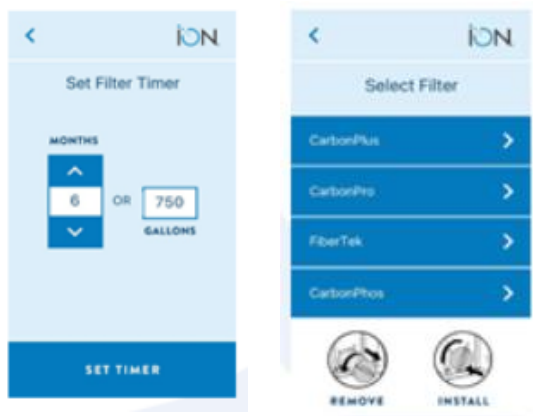 ION
Set Filter Timer
MONTHS
6 OR 750
GALLONS
SET TIMER
ION
Select Filter
CarbonPlus
CarbonPro
FiberTek
CarbonPhos
REMOVE INSTALL